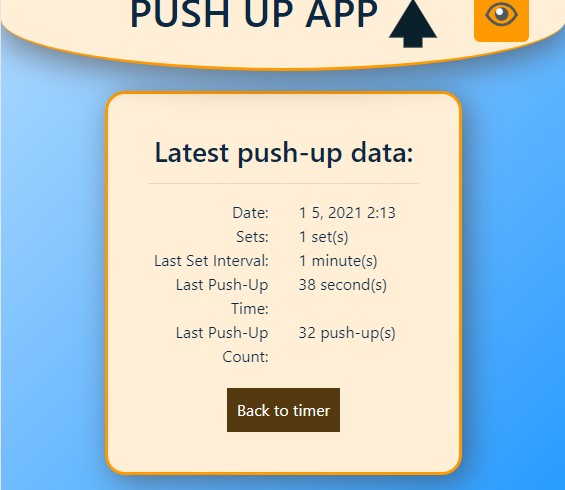 PUSH UP APP
Latest push-up data:
Date: 1 5, 2021 2:13
Sets: 1 set(s)
Last Set Interval: 1 minute(s)
Last Push-Up 38 second(s)
Time:
Last Push-Up 32 push-up(s)
Count:
Back to timer